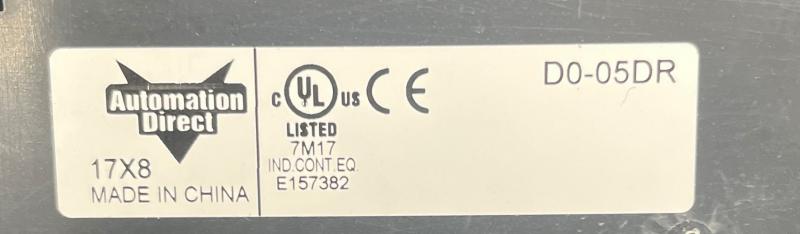 Automation
Direct
17X8
MADE IN CHINA
C UL US CE
LISTED
7M17
IND.CONT.EQ.
E157382
D0-05DR